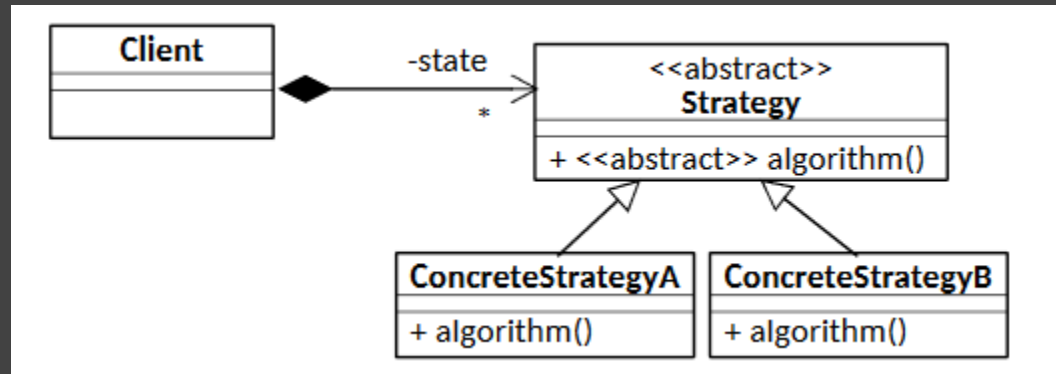 Client
-state
*
<<abstract>>
Strategy
+ <<abstract>> algorithm()
ConcreteStrategyA
+ algorithm()
ConcreteStrategyB
+ algorithm()